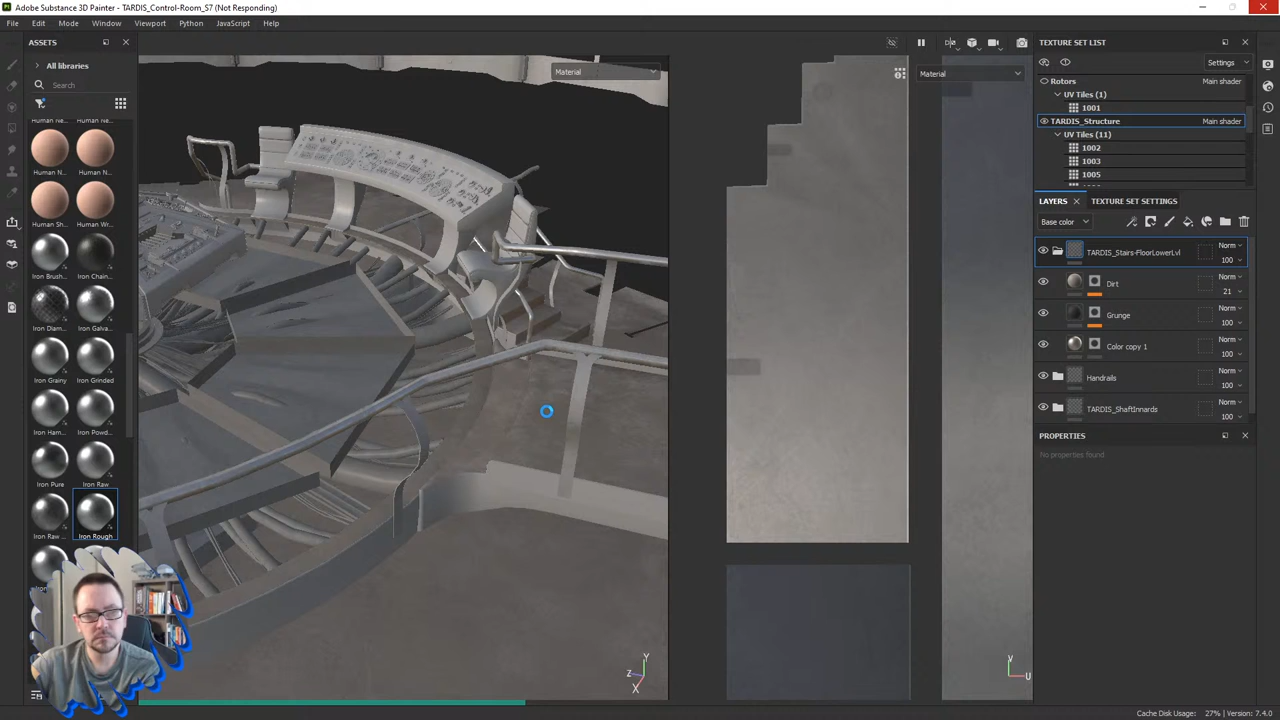 Adobe Substance 3D Painter - TARDIS_Control-Room_S7 (Not Responding)
File Edit Mode Viewport Python JavaScript Help
ASSETS
All libraries
Search
Human Ne... Human Ne...
Human N... Human N...
Human Sh... Human Wr...
Iron Brush... Iron Chain...
Iron Diam... Iron Galva...
Iron Grainy Iron Grinded
Iron Ham... Iron Powd...
Iron Pure Iron Raw
Iron Raw ... Iron Rough
Material
Z
Y
X
Material
V
U
TEXTURE SET LIST
Settings
Rotors Main shader
UV Tiles (1)
1001
TARDIS_Structure Main shader
UV Tiles (11)
1002
1003
1005
LAYERS TEXTURE SET SETTINGS
Base color
TARDIS_Stairs-FloorLowerLvl Norm 100
Dirt Norm 21
Grunge Norm 100
Color copy 1 Norm 100
Handrails Norm 100
TARDIS_ShaftInnards Norm 100
PROPERTIES
No properties found
Cache Disk Usage: 27% | Version: 7.4.0